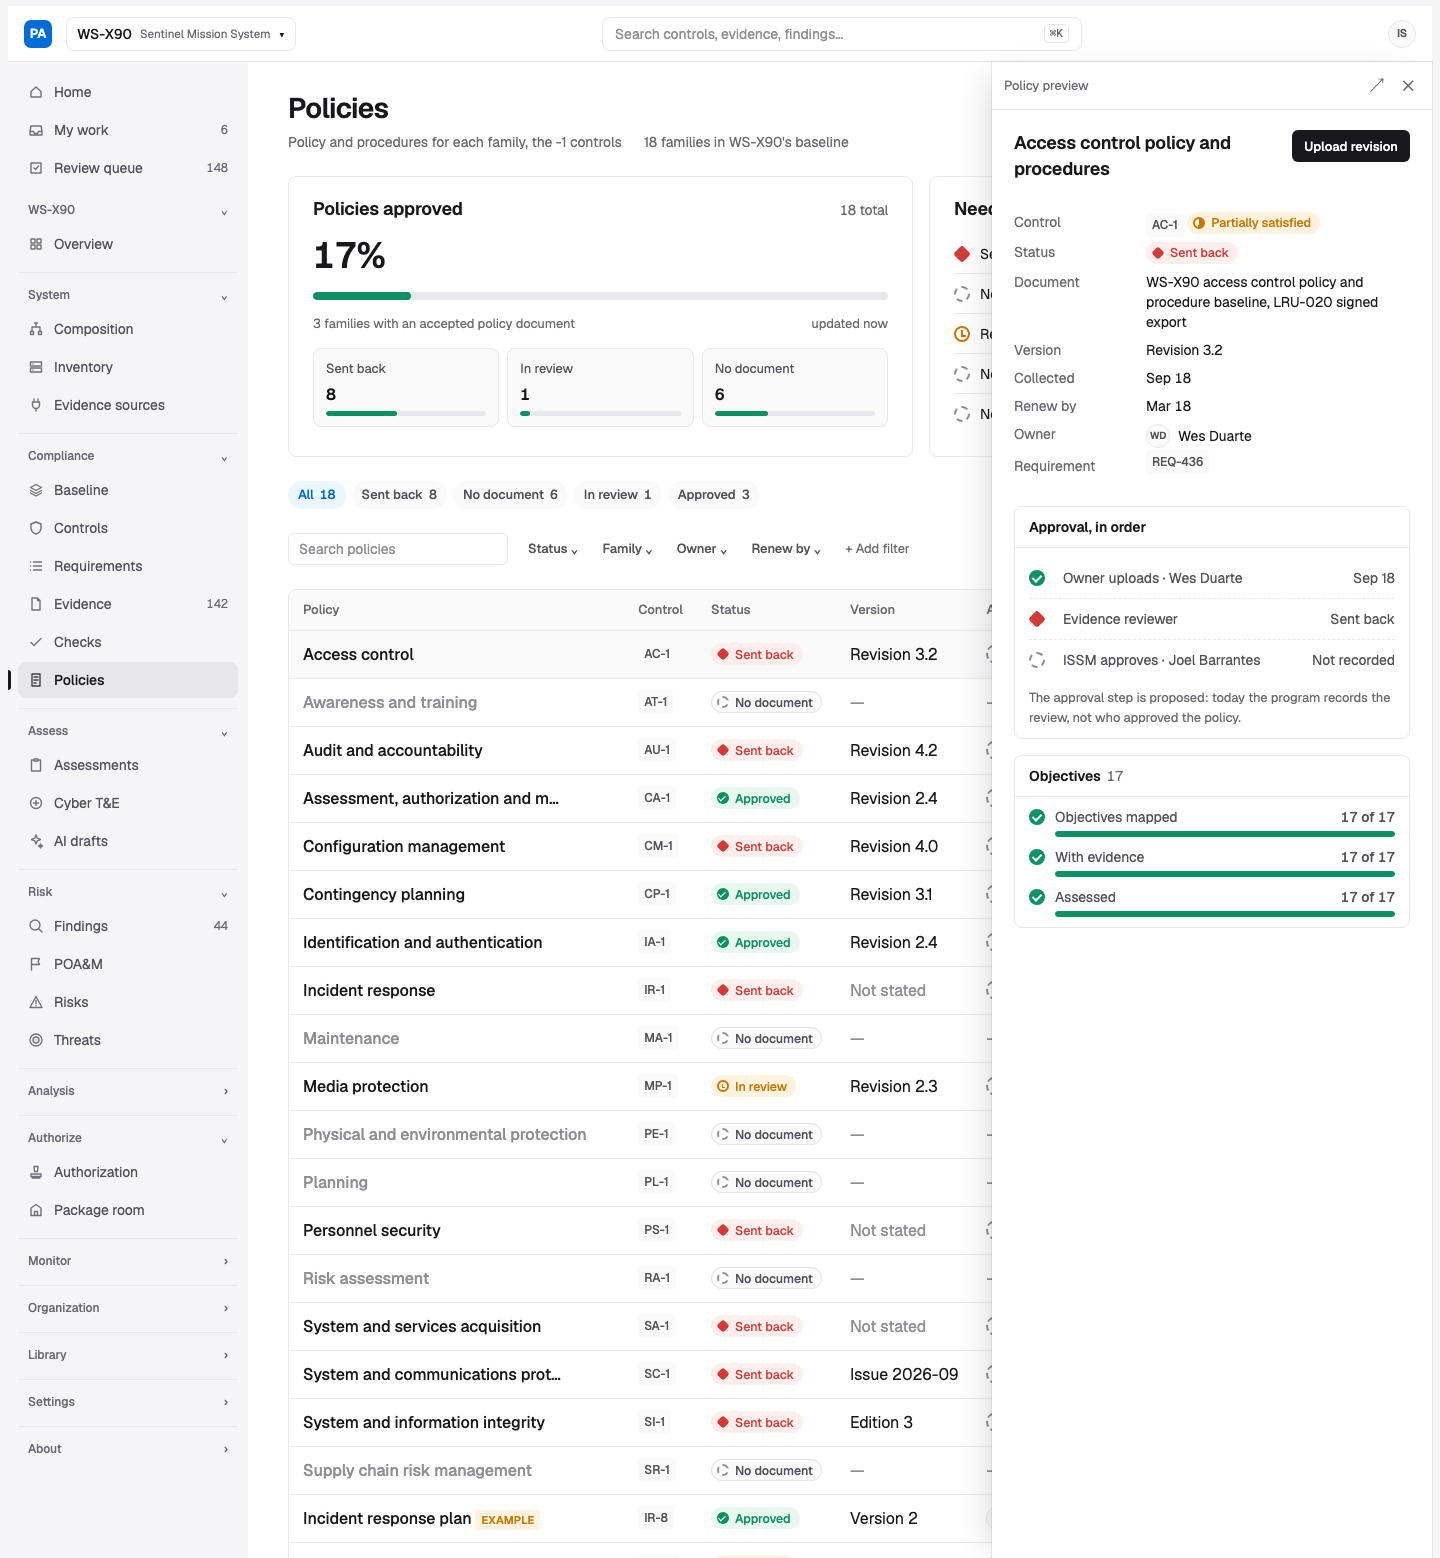 PA
WS-X90 Sentinel Mission System
Search controls, evidence, findings...
⌘K
IS
Home
My work 6
Review queue 148
WS-X90
Overview
System
Composition
Inventory
Evidence sources
Compliance
Baseline
Controls
Requirements
Evidence 142
Checks
Policies
Assess
Assessments
Cyber T&E
AI drafts
Risk
Findings 44
POA&M
Risks
Threats
Analysis
Authorize
Authorization
Package room
Monitor
Organization
Library
Settings
About
Policies
Policy and procedures for each family, the -1 controls 18 families in WS-X90's baseline
Policies approved 18 total
17%
3 families with an accepted policy document updated now
Sent back
8
In review
1
No document
6
All 18 Sent back 8 No document 6 In review 1 Approved 3
Search policies Status Family Owner Renew by + Add filter
Policy Control Status Version
Access control AC-1 Sent back Revision 3.2
Awareness and training AT-1 No document —
Audit and accountability AU-1 Sent back Revision 4.2
Assessment, authorization and m... CA-1 Approved Revision 2.4
Configuration management CM-1 Sent back Revision 4.0
Contingency planning CP-1 Approved Revision 3.1
Identification and authentication IA-1 Approved Revision 2.4
Incident response IR-1 Sent back Not stated
Maintenance MA-1 No document —
Media protection MP-1 In review Revision 2.3
Physical and environmental protection PE-1 No document —
Planning PL-1 No document —
Personnel security PS-1 Sent back Not stated
Risk assessment RA-1 No document —
System and services acquisition SA-1 Sent back Not stated
System and communications prot... SC-1 Sent back Issue 2026-09
System and information integrity SI-1 Sent back Edition 3
Supply chain risk management SR-1 No document —
Incident response plan EXAMPLE IR-8 Approved Version 2
Policy preview
Access control policy and
procedures
Upload revision
Control AC-1 Partially satisfied
Status Sent back
Document WS-X90 access control policy and
procedure baseline, LRU-020 signed
export
Version Revision 3.2
Collected Sep 18
Renew by Mar 18
Owner WD Wes Duarte
Requirement REQ-436
Approval, in order
Owner uploads · Wes Duarte Sep 18
Evidence reviewer Sent back
ISSM approves · Joel Barrantes Not recorded
The approval step is proposed: today the program records the
review, not who approved the policy.
Objectives 17
Objectives mapped 17 of 17
With evidence 17 of 17
Assessed 17 of 17